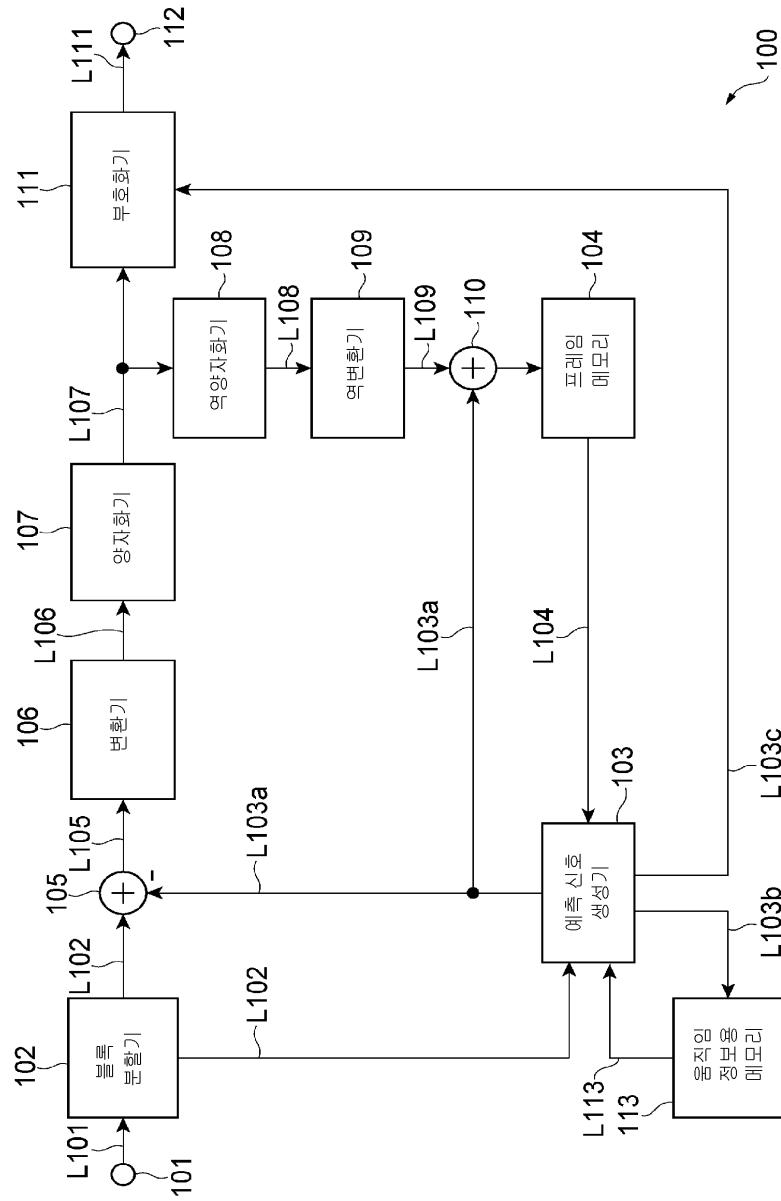 101
L101
102
블록
분할기
L102
L102
105
-
L105
106
변환기
L106
107
양자화기
L107
111
부호화기
L111
112
108
역양자화기
L108
109
역변환기
L109
110
104
프레임
메모리
L103a
L103a
L104
103
예측 신호
생성기
L103c
L103b
L113
113
움직임
정보용
메모리
100